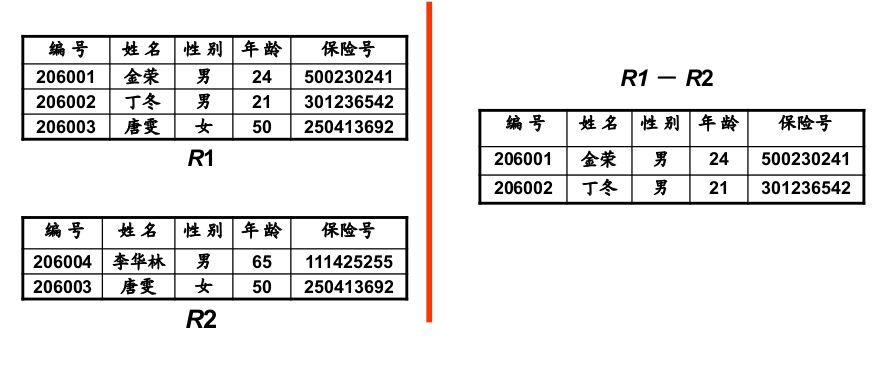 编号 姓名 性别 年龄 保险号
206001 金荣 男 24 500230241
206002 丁冬 男 21 301236542
206003 唐雯 女 50 250413692
R1
编号 姓名 性别 年龄 保险号
206004 李华林 男 65 111425255
206003 唐雯 女 50 250413692
R2
R1 － R2
编号 姓名 性别 年龄 保险号
206001 金荣 男 24 500230241
206002 丁冬 男 21 301236542